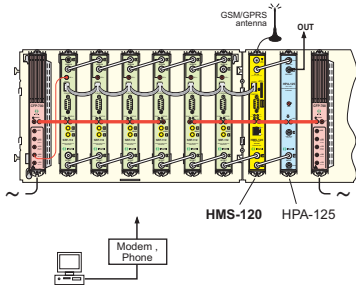 GSM/GPRS
antenna
OUT
HMS-120
HPA-125
~
~
Modem ,
Phone